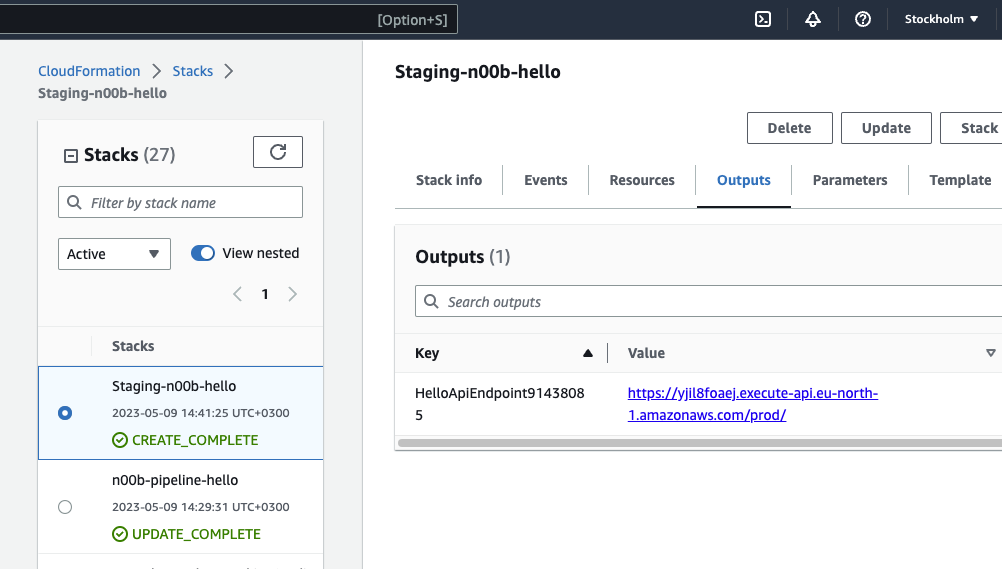 [Option+S]
Stockholm
CloudFormation
Stacks
Staging-n00b-hello
Stacks (27)
Filter by stack name
Active
View nested
1
Stacks
Staging-n00b-hello
2023-05-09 14:41:25 UTC+0300
CREATE_COMPLETE
n00b-pipeline-hello
2023-05-09 14:29:31 UTC+0300
UPDATE_COMPLETE
Staging-n00b-hello
Delete
Update
Stack
Stack info
Events
Resources
Outputs
Parameters
Template
Outputs (1)
Search outputs
Key
Value
HelloApiEndpoint9143808
5
https://yjil8foaej.execute-api.eu-north-
1.amazonaws.com/prod/